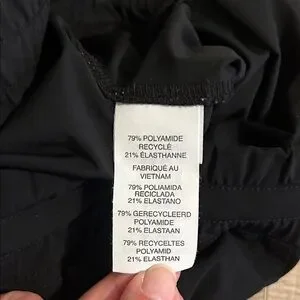 79% POLYAMIDE
RECYCLÉ
21% ÉLASTHANNE
FABRIQUÉ AU
VIETNAM
79% POLIAMIDA
RECICLADA
21% ELASTANO
79% GERECYCLEERD
POLYAMIDE
21% ELASTAAN
79% RECYCELTES
POLYAMID
21% ELASTHAN